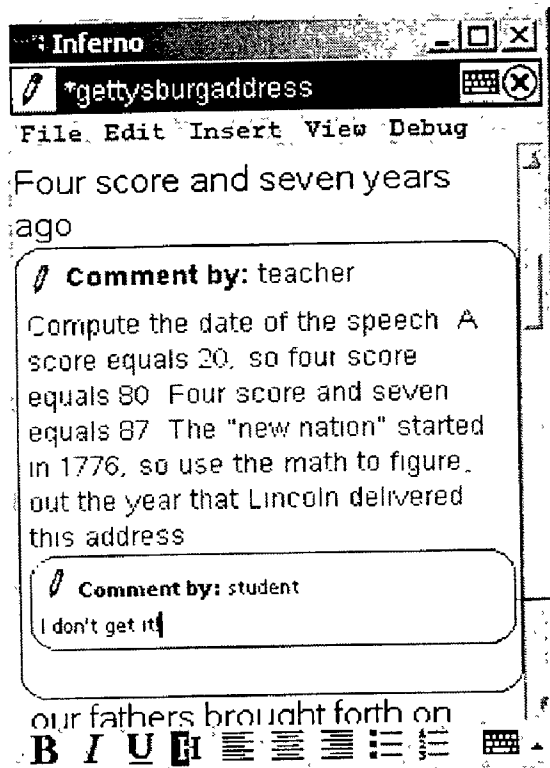 Inferno
*gettysburgaddress
File Edit Insert View Debug
Four score and seven years
ago
Comment by: teacher
Compute the date of the speech A
score equals 20, so four score
equals 80 Four score and seven
equals 87 The "new nation" started
in 1776, so use the math to figure
out the year that Lincoln delivered
this address
Comment by: student
I don't get it!
our fathers brought forth on
B I U H